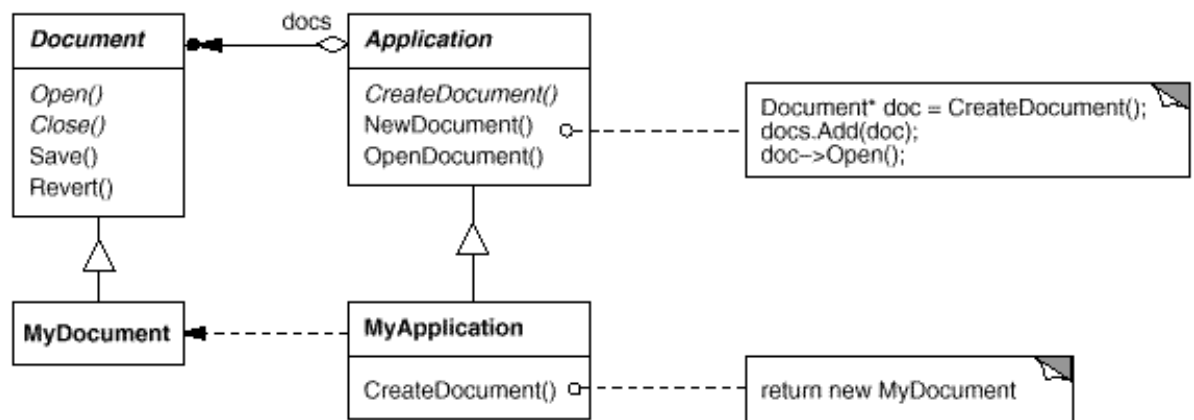 docs
Document
Open()
Close()
Save()
Revert()
Application
CreateDocument()
NewDocument()
OpenDocument()
Document* doc = CreateDocument();
docs.Add(doc);
doc->Open();
MyDocument
MyApplication
CreateDocument()
return new MyDocument